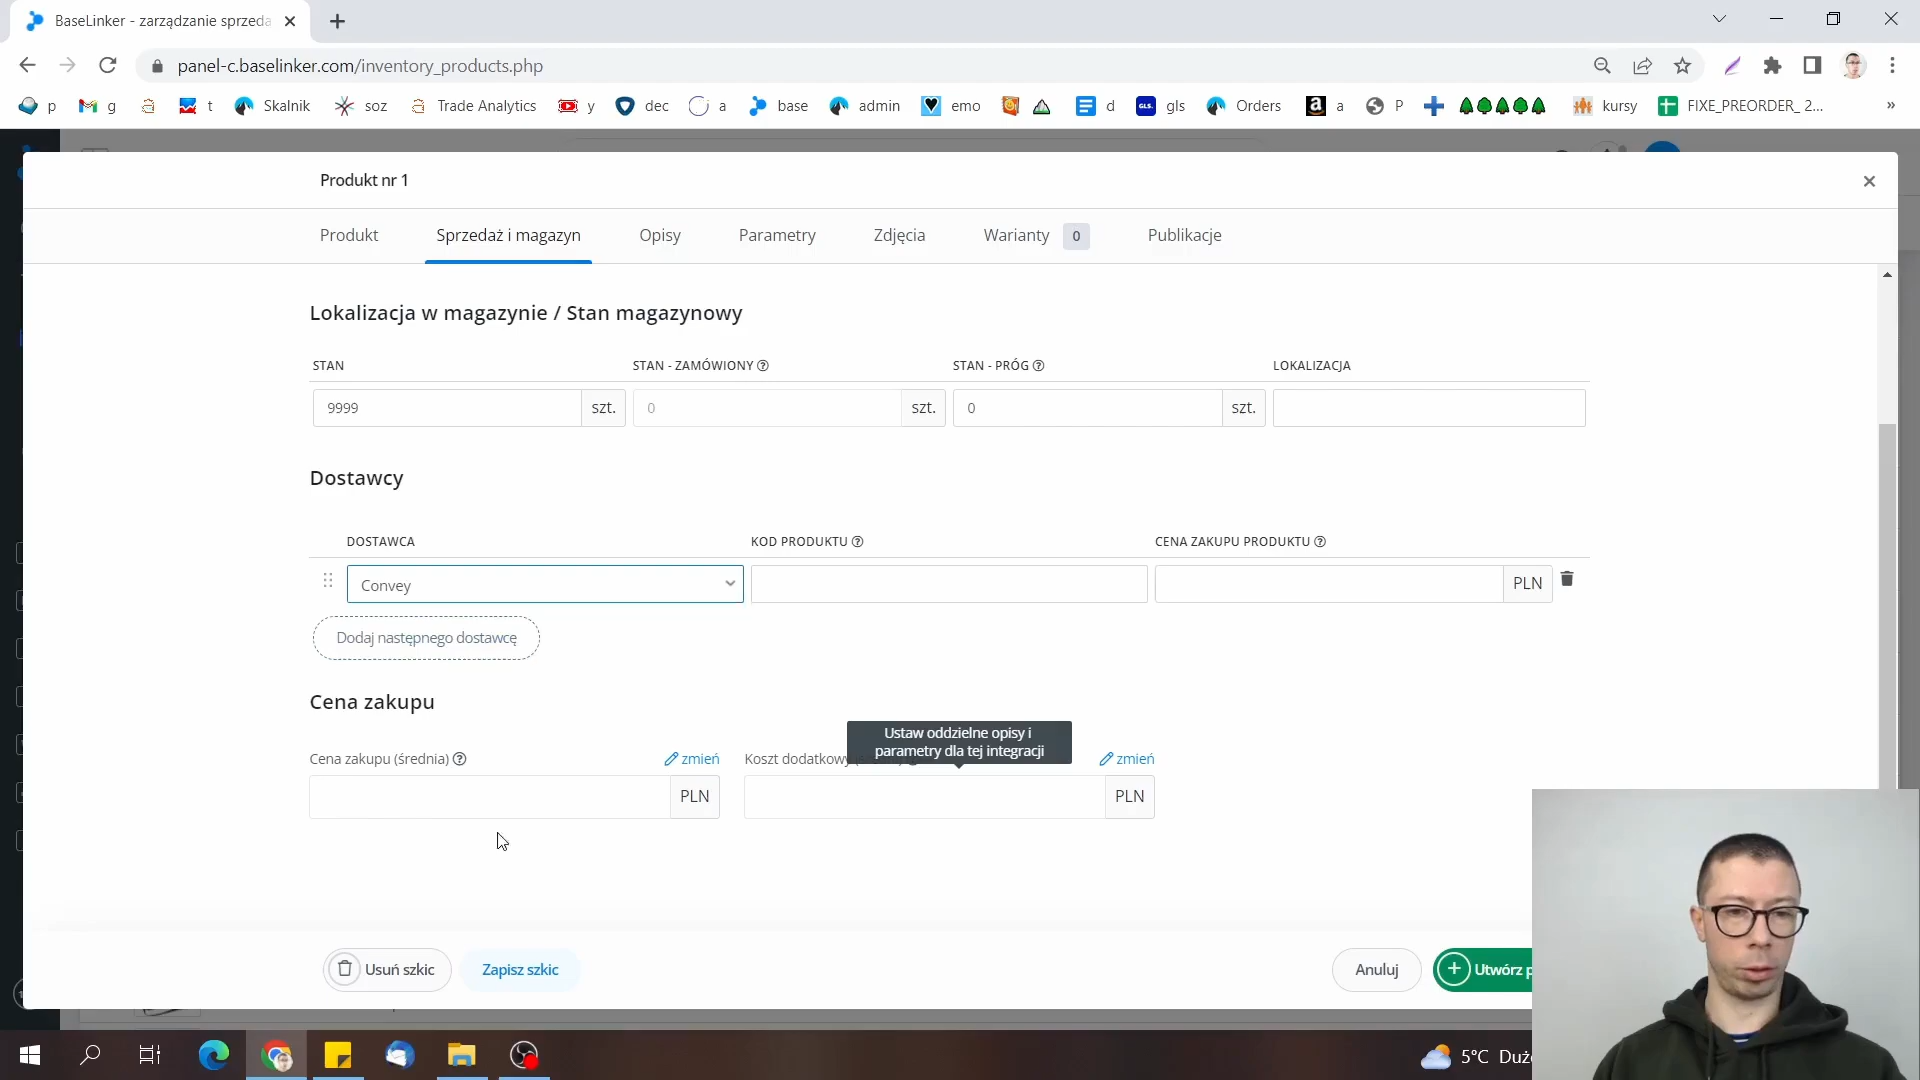 BaseLinker - zarządzanie sprzeda
panel-c.baselinker.com/inventory_products.php
p
g
t
Skalnik
soz
Trade Analytics
y
dec
a
base
admin
emo
d
GLS.
gls
Orders
a
P
kursy
FIXE_PREORDER_ 2...
»
Produkt nr 1
Produkt
Sprzedaż i magazyn
Opisy
Parametry
Zdjęcia
Warianty 0
Publikacje
Lokalizacja w magazynie / Stan magazynowy
STAN
STAN - ZAMÓWIONY
STAN - PRÓG
LOKALIZACJA
9999 szt.
0 szt.
0 szt.
Dostawcy
DOSTAWCA
KOD PRODUKTU
CENA ZAKUPU PRODUKTU
Convey
PLN
Dodaj następnego dostawcę
Cena zakupu
Ustaw oddzielne opisy i
parametry dla tej integracji
Cena zakupu (średnia)
zmień
Koszt dodatkowy
zmień
PLN
PLN
Usuń szkic
Zapisz szkic
Anuluj
Utwórz p
5°C Duż